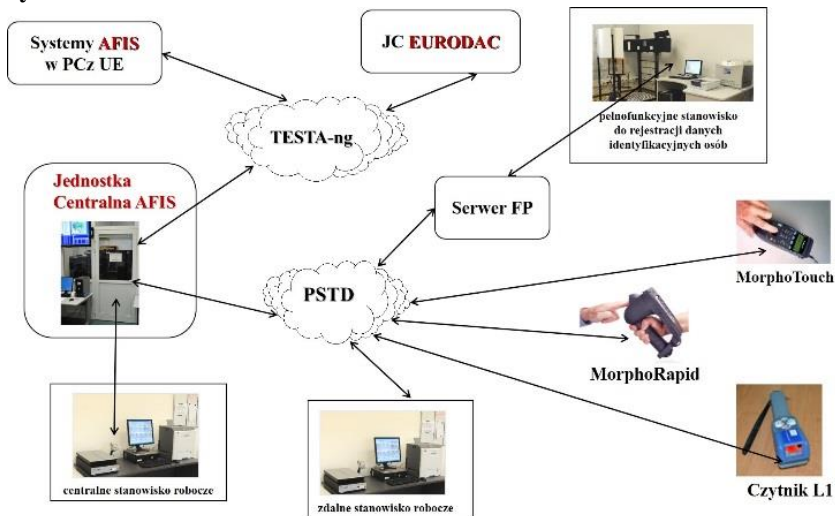 Systemy AFIS
w PCz UE
JC EURODAC
TESTA-ng
pełnofunkcyjne stanowisko
do rejestracji danych
identyfikacyjnych osób
Jednostka
Centralna AFIS
Serwer FP
MorphoTouch
PSTD
MorphoRapid
centralne stanowisko robocze
zdalne stanowisko robocze
Czytnik L1